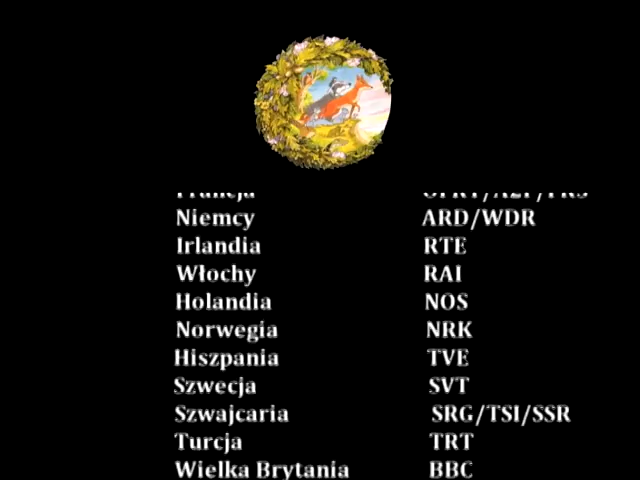 Francja
Niemcy ARD/WDR
Irlandia RTE
Włochy RAI
Holandia NOS
Norwegia NRK
Hiszpania TVE
Szwecja SVT
Szwajcaria SRG/TSI/SSR
Turcja TRT
Wielka Brytania BBC